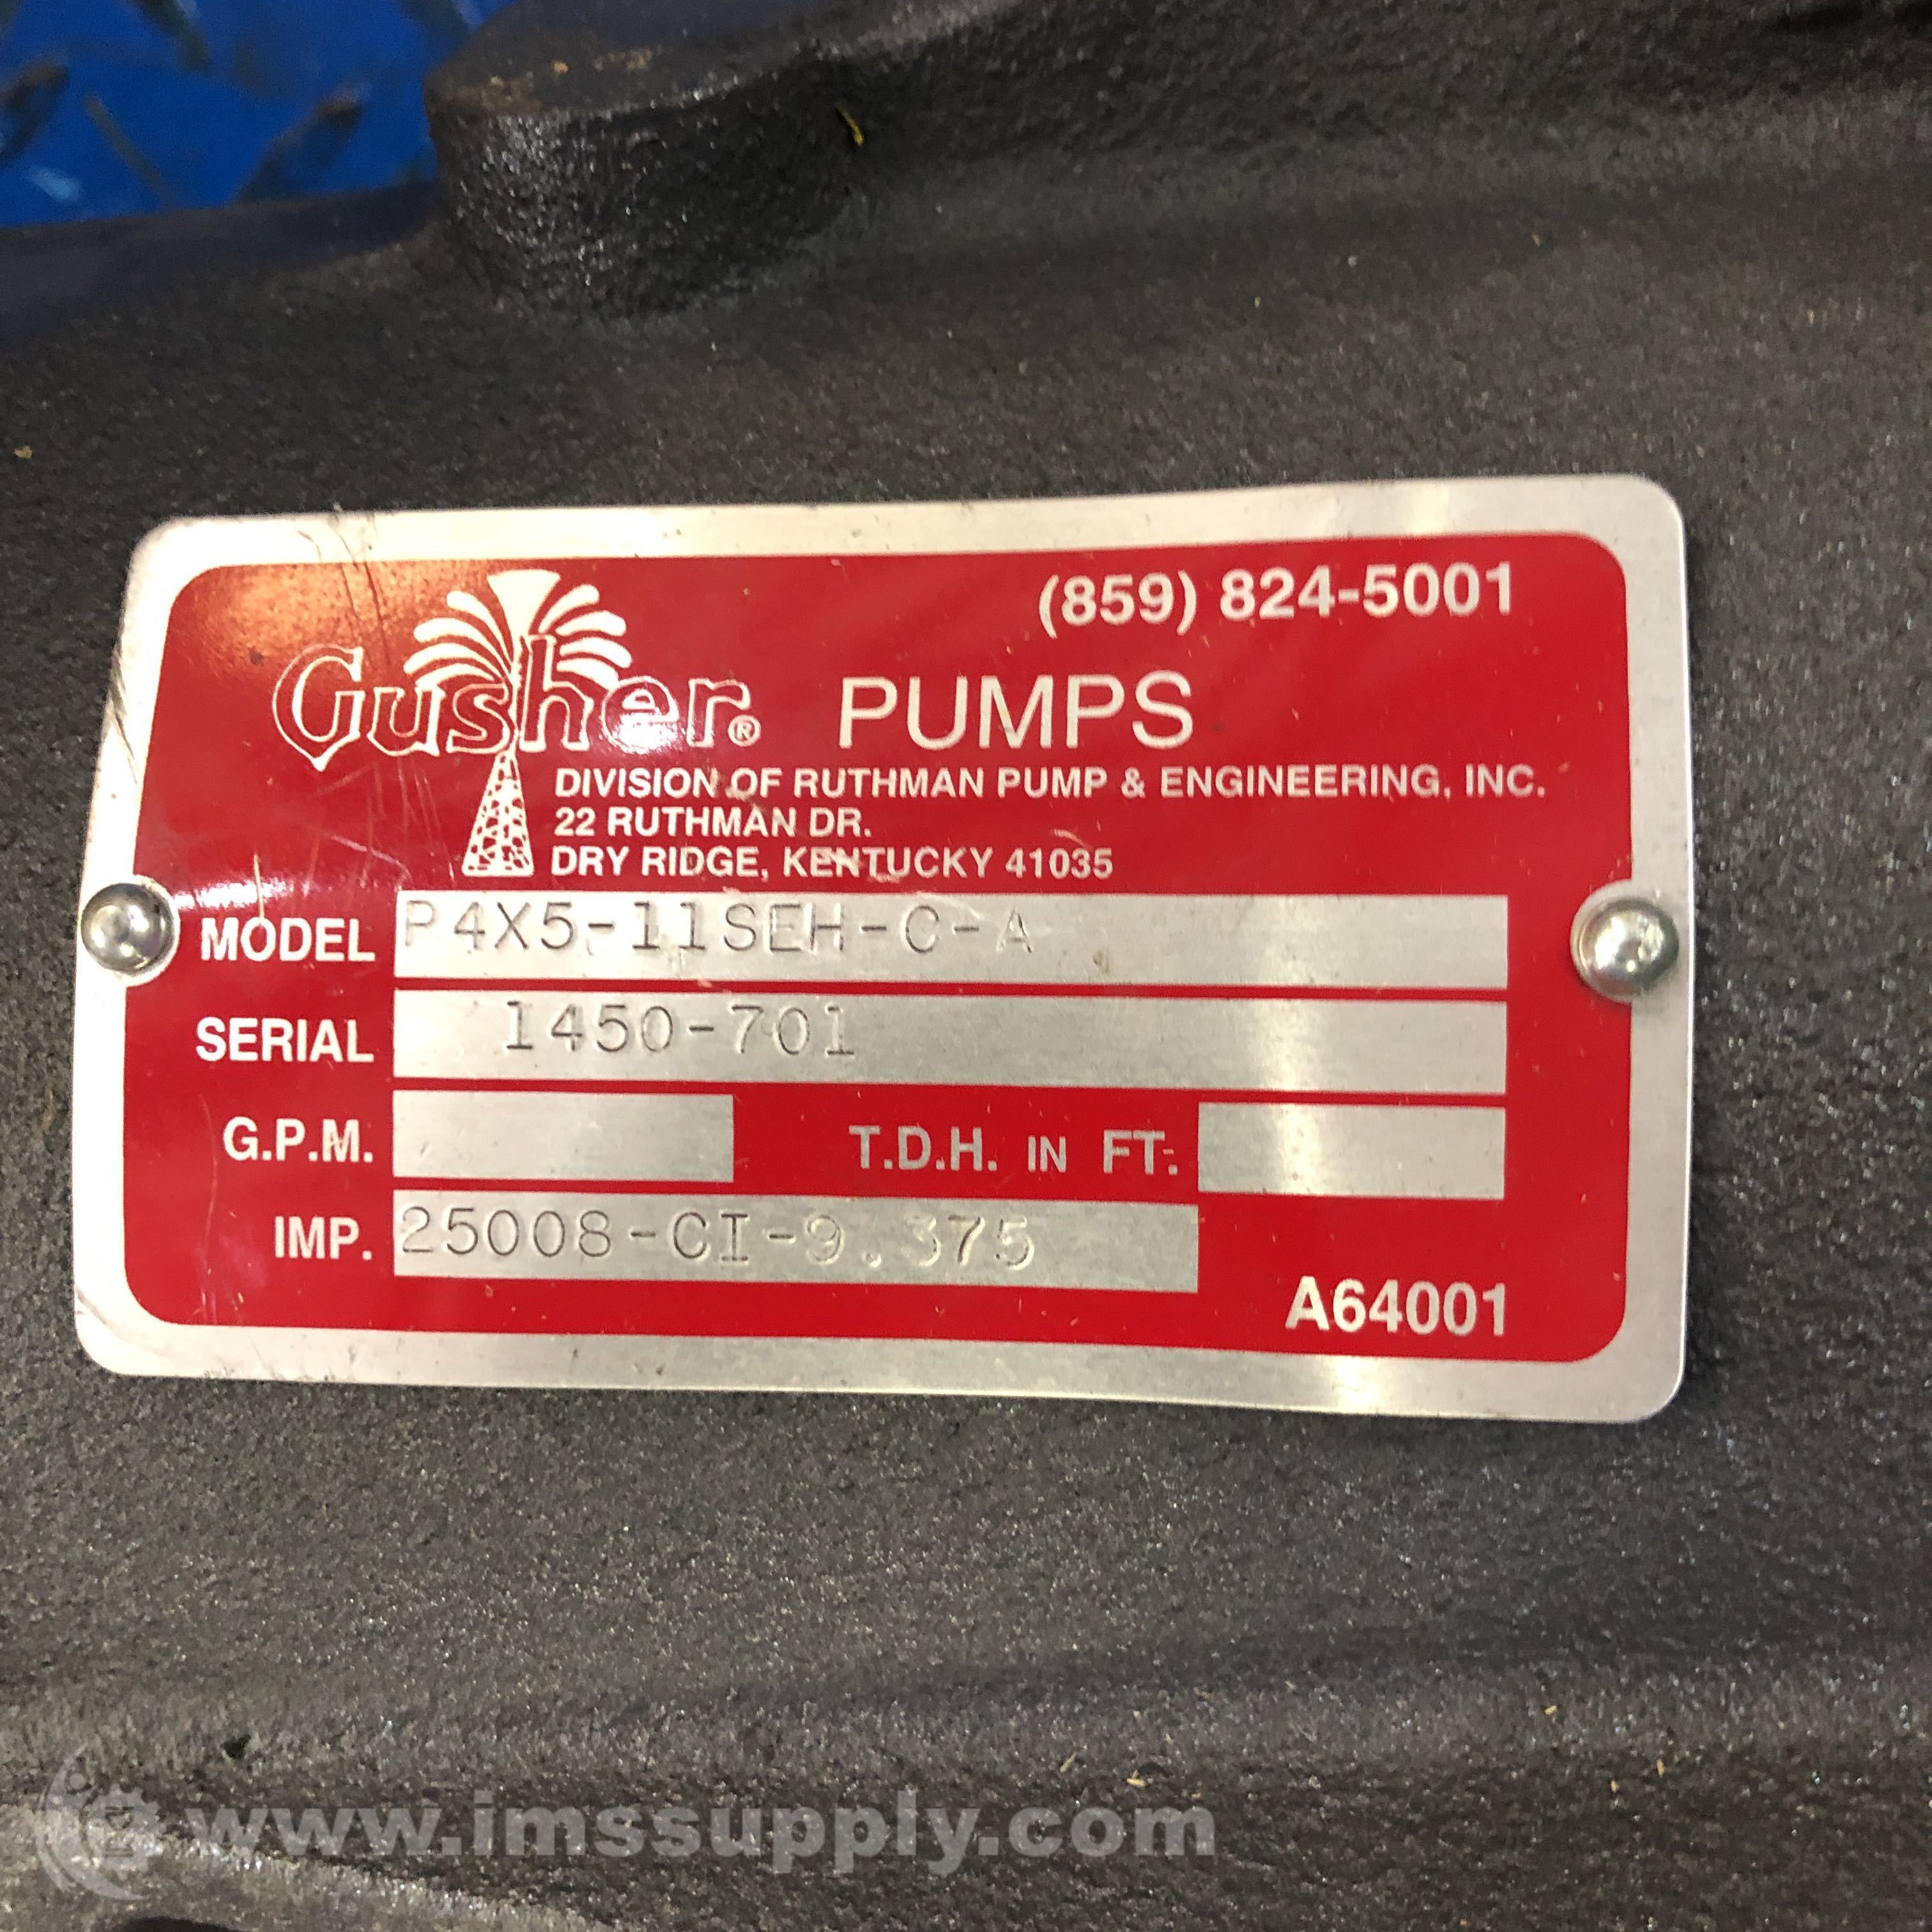 (859) 824-5001
Gusher® PUMPS
DIVISION OF RUTHMAN PUMP & ENGINEERING, INC.
22 RUTHMAN DR.
DRY RIDGE, KENTUCKY 41035
MODEL P4X5-11SEH-C-A
SERIAL 1450-701
G.P.M. T.D.H. IN FT.
IMP. 25008-CI-9.375
A64001
www.imssupply.com